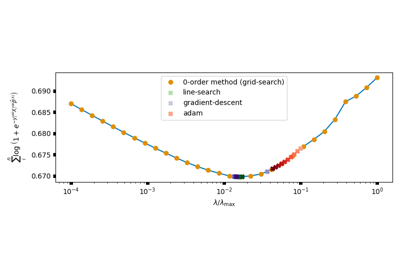 0-order method (grid-search)
line-search
gradient-descent
adam
0.690
0.685
0.680
0.675
0.670
10⁻⁴
10⁻³
10⁻²
10⁻¹
10⁰
λ/λmax